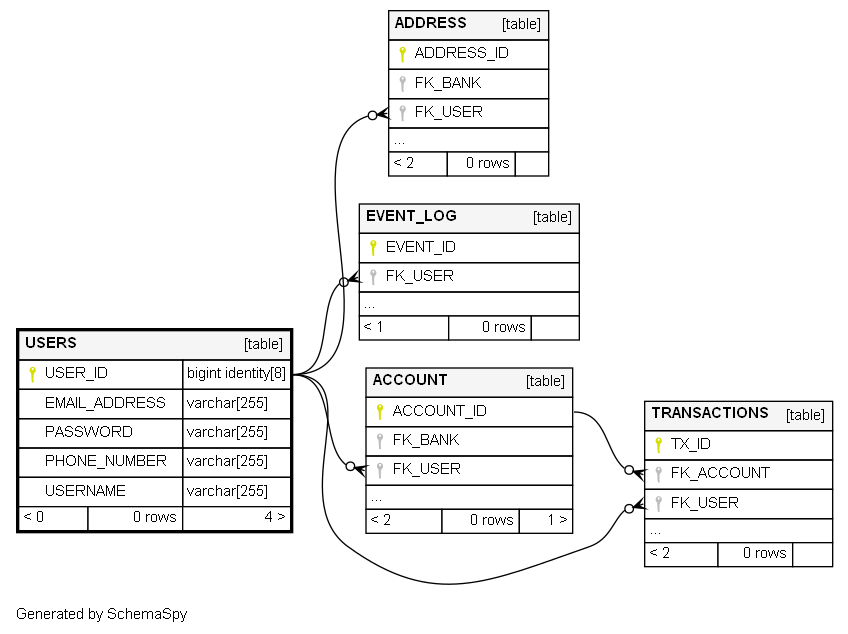 ADDRESS [table]
ADDRESS_ID
FK_BANK
FK_USER
...
< 2 0 rows
EVENT_LOG [table]
EVENT_ID
FK_USER
...
< 1 0 rows
USERS [table]
USER_ID bigint identity[8]
EMAIL_ADDRESS varchar[255]
PASSWORD varchar[255]
PHONE_NUMBER varchar[255]
USERNAME varchar[255]
< 0 0 rows 4 >
ACCOUNT [table]
ACCOUNT_ID
FK_BANK
FK_USER
...
< 2 0 rows 1 >
TRANSACTIONS [table]
TX_ID
FK_ACCOUNT
FK_USER
...
< 2 0 rows
Generated by SchemaSpy